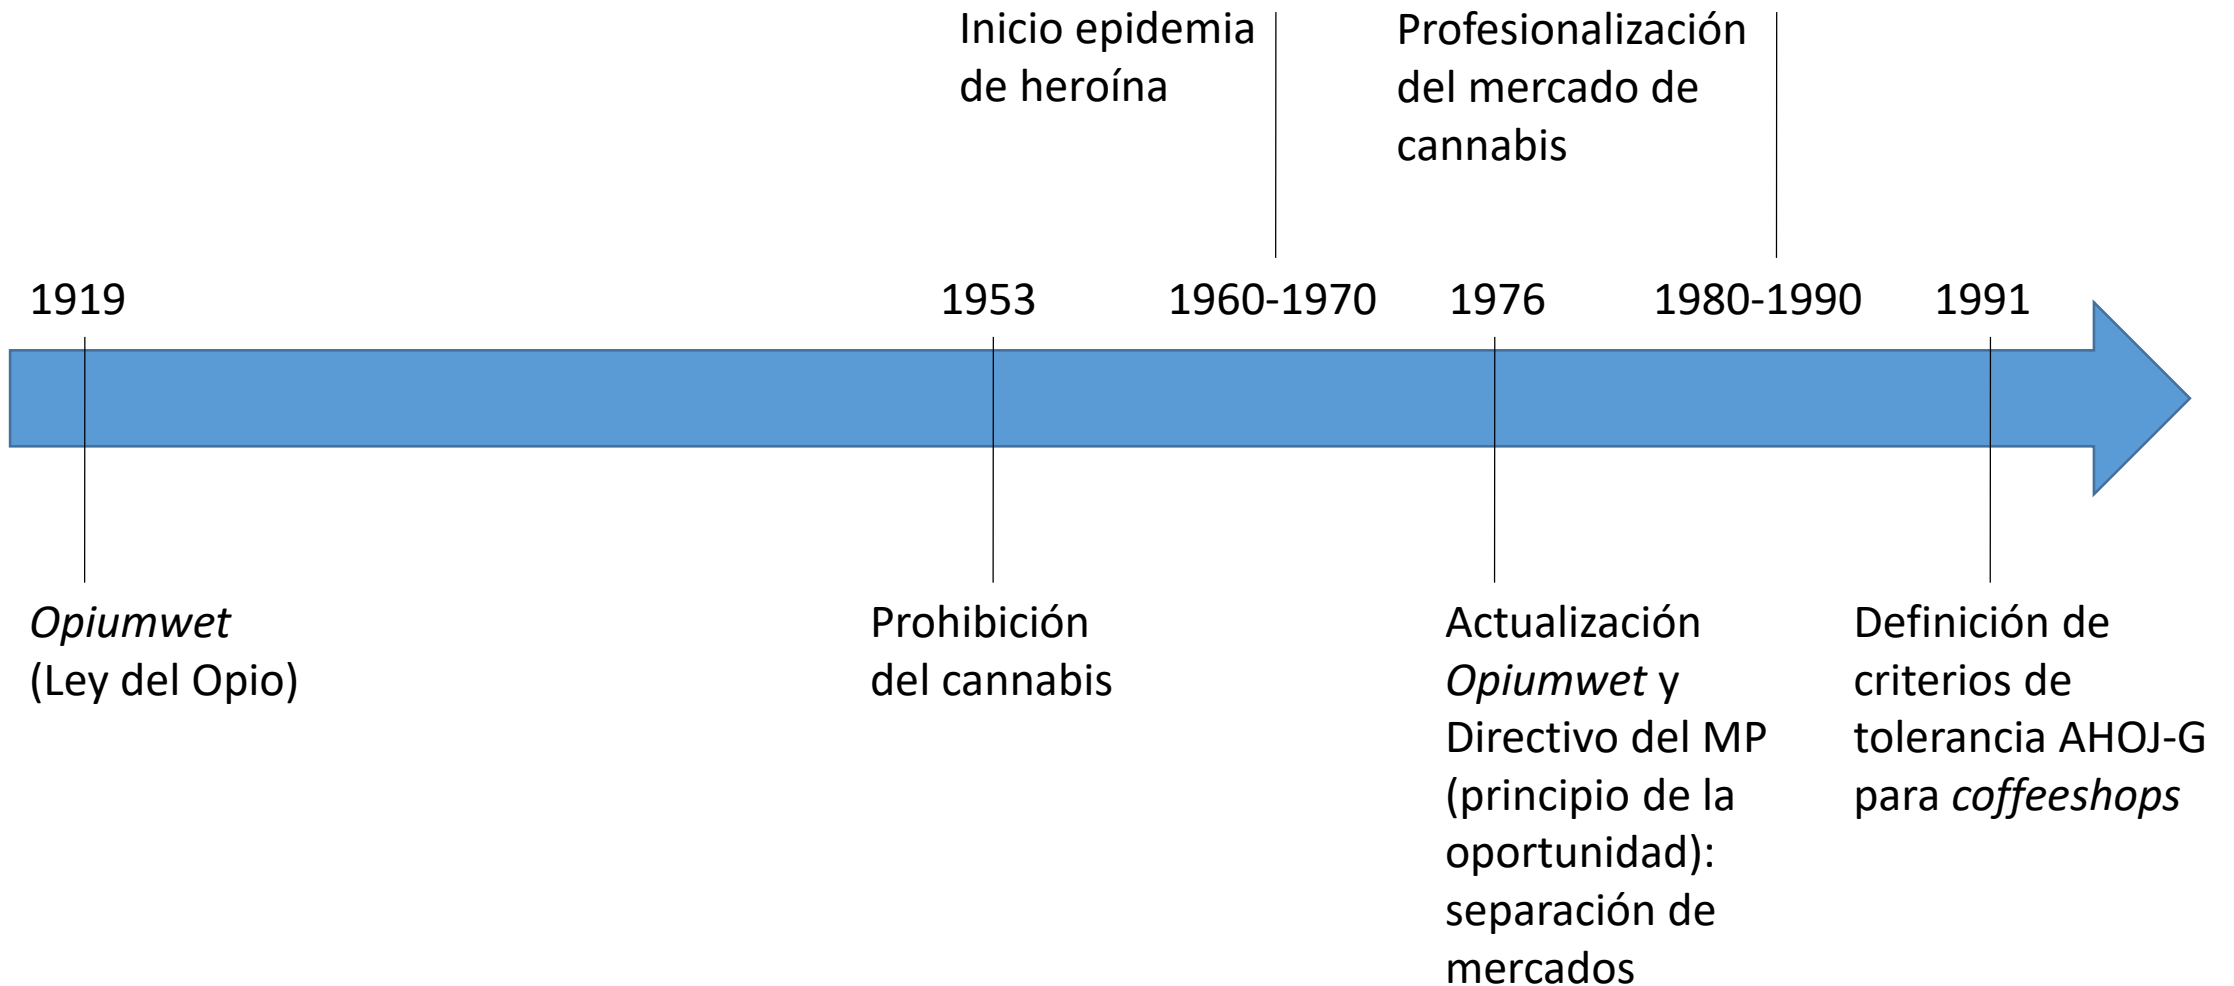 Inicio epidemia
de heroína
Profesionalización
del mercado de
cannabis
1919
1953
1960-1970
1976
1980-1990
1991
Opiumwet
(Ley del Opio)
Prohibición
del cannabis
Actualización
Opiumwet y
Directivo del MP
(principio de la
oportunidad):
separación de
mercados
Definición de
criterios de
tolerancia AHOJ-G
para coffeeshops